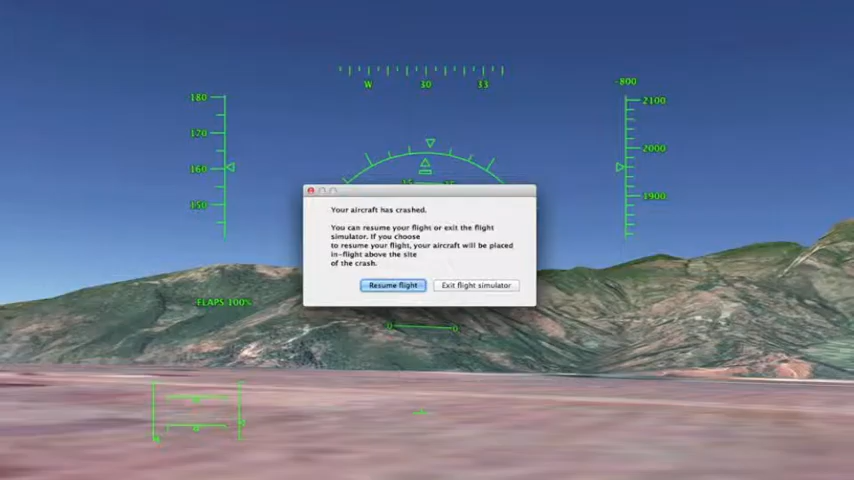 W 30 33
-800
180
170
160
150
2100
2000
1900
Your aircraft has crashed.
You can resume your flight or exit the flight
simulator. If you choose
to resume your flight, your aircraft will be placed
in-flight above the site
of the crash.
Resume flight
Exit flight simulator
-FLAPS 100%
0 0